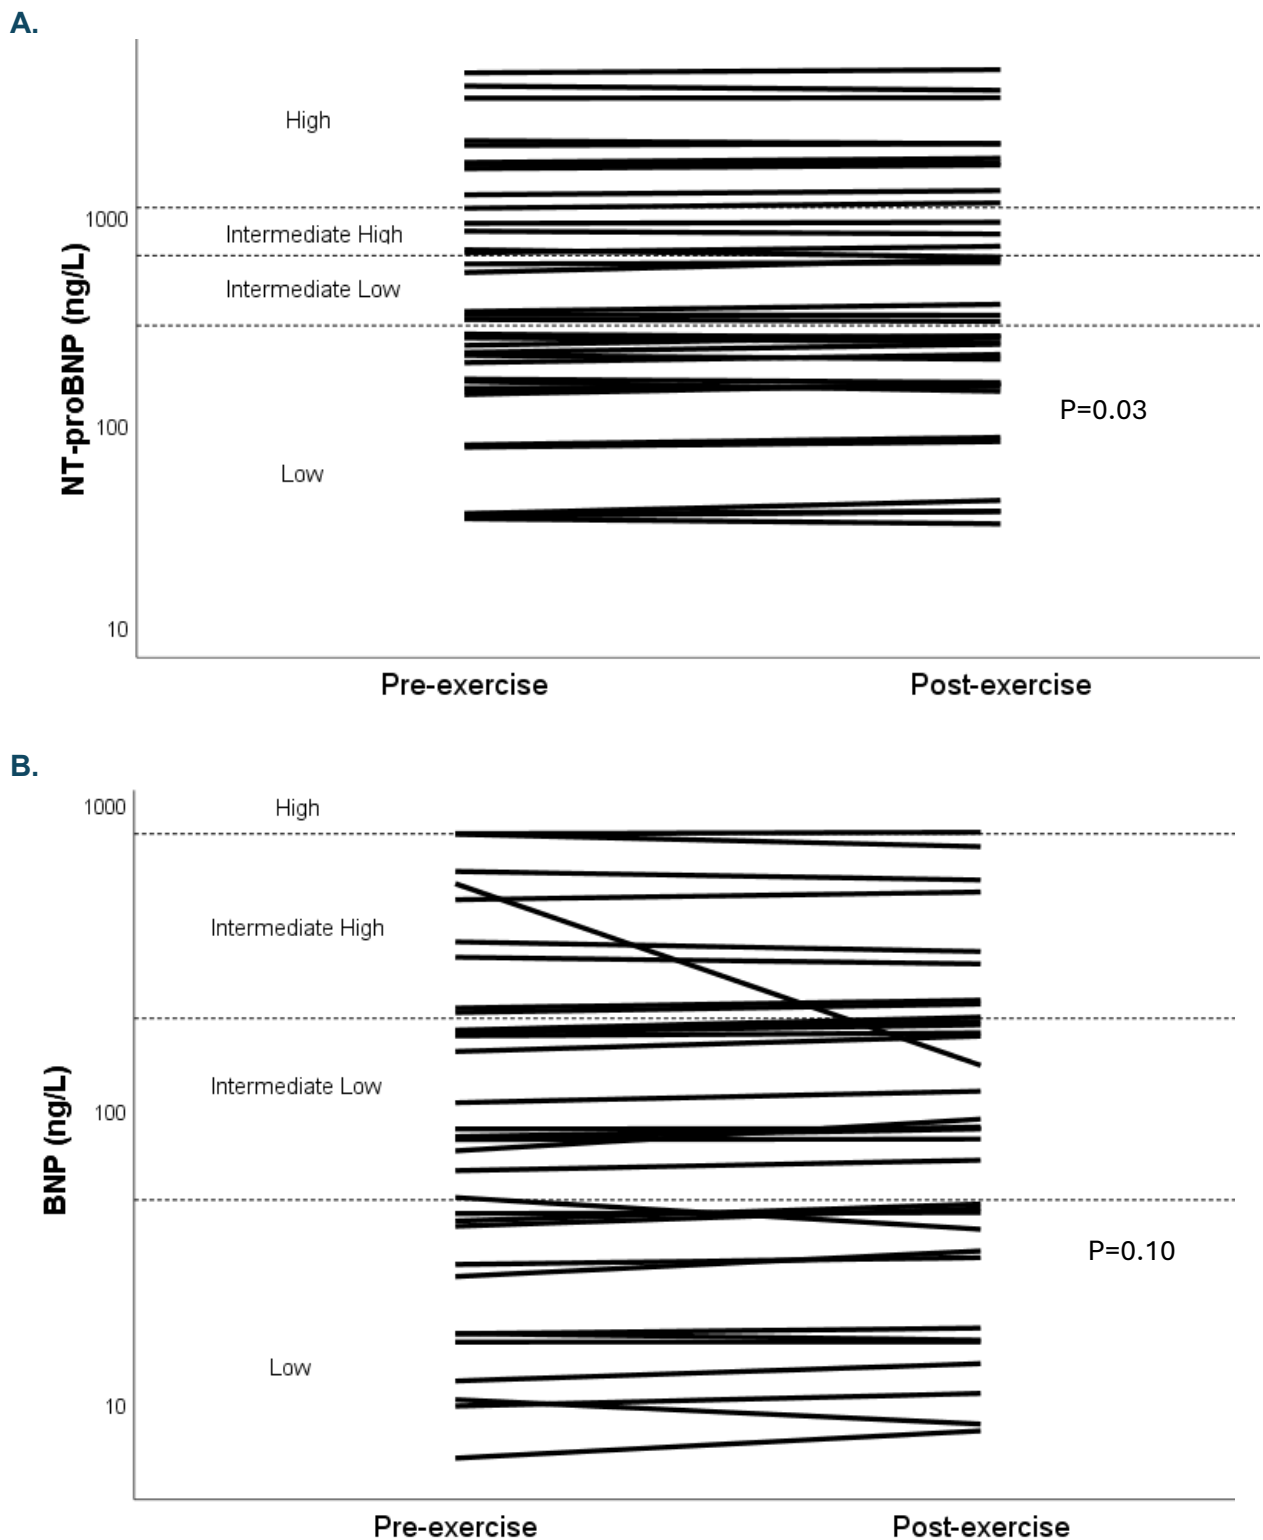 A.
High
1000
Intermediate High
Intermediate Low
NT-proBNP (ng/L)
P=0.03
100
Low
10
Pre-exercise
Post-exercise
B.
1000
High
Intermediate High
Intermediate Low
100
BNP (ng/L)
P=0.10
Low
10
Pre-exercise
Post-exercise